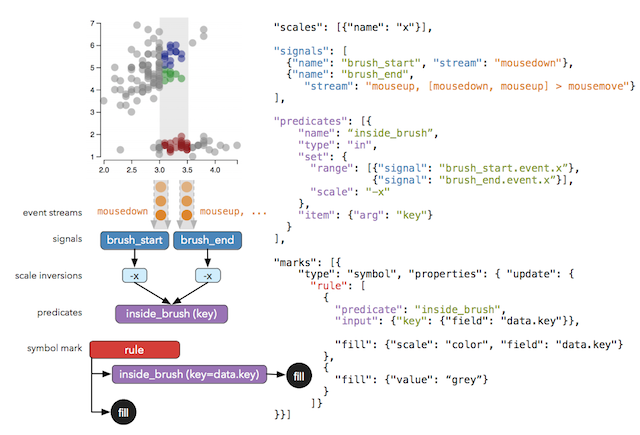 7
6
5
4
3
2
1
2.0 2.5 3.0 3.5 4.0
event streams mousedown mouseup, ...
signals brush_start brush_end
scale inversions -x -x
predicates inside_brush (key)
symbol mark rule
inside_brush (key=data.key) fill
fill
"scales": [{"name": "x"}],
"signals": [
{"name": "brush_start", "stream": "mousedown"},
{"name": "brush_end",
"stream": "mouseup, [mousedown, mouseup] > mousemove"}
],
"predicates": [{
"name": "inside_brush",
"type": "in",
"set": {
"range": [{"signal": "brush_start.event.x"},
{"signal": "brush_end.event.x"}],
"scale": "-x"
},
"item": {"arg": "key"}
}
],
"marks": [{
"type": "symbol", "properties": { "update": {
"rule": [
{
"predicate": "inside_brush",
"input": {"key": {"field": "data.key"}},
"fill": {"scale": "color", "field": "data.key"}
},
{
"fill": {"value": “grey”}
}
]}
}}]